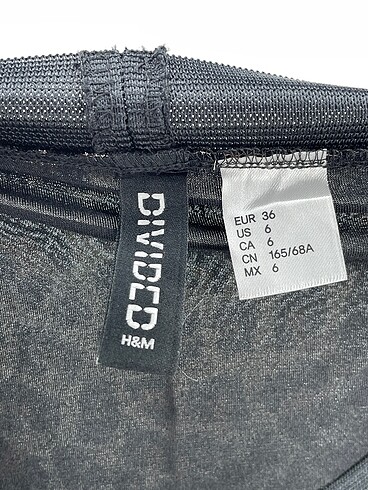 DIVIDED
H&M
EUR 36
US 6
CA 6
CN 165/68A
MX 6